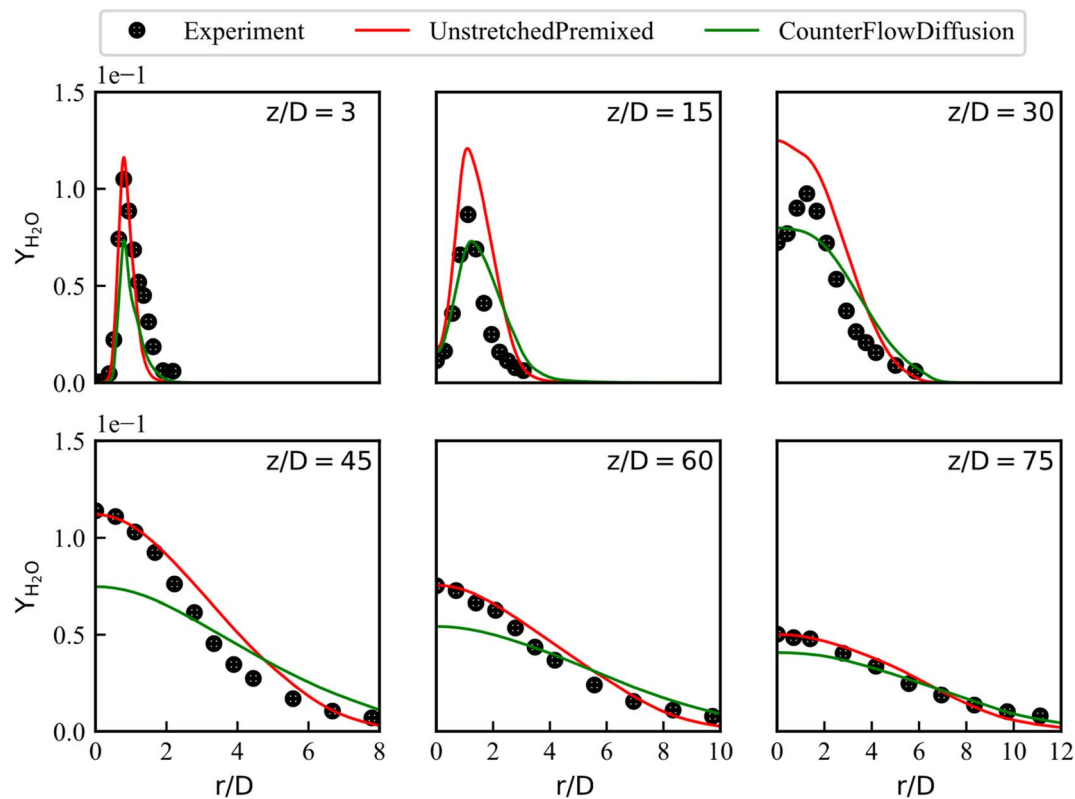 Experiment UnstretchedPremixed CounterFlowDiffusion
1e−1
1.5 z/D = 3 z/D = 15 z/D = 30
1.0
Y_H₂O
0.5
0.0
1e−1
1.5 z/D = 45 z/D = 60 z/D = 75
1.0
Y_H₂O
0.5
0.0
0 2 4 6 8 0 2 4 6 8 10 0 2 4 6 8 10 12
r/D r/D r/D